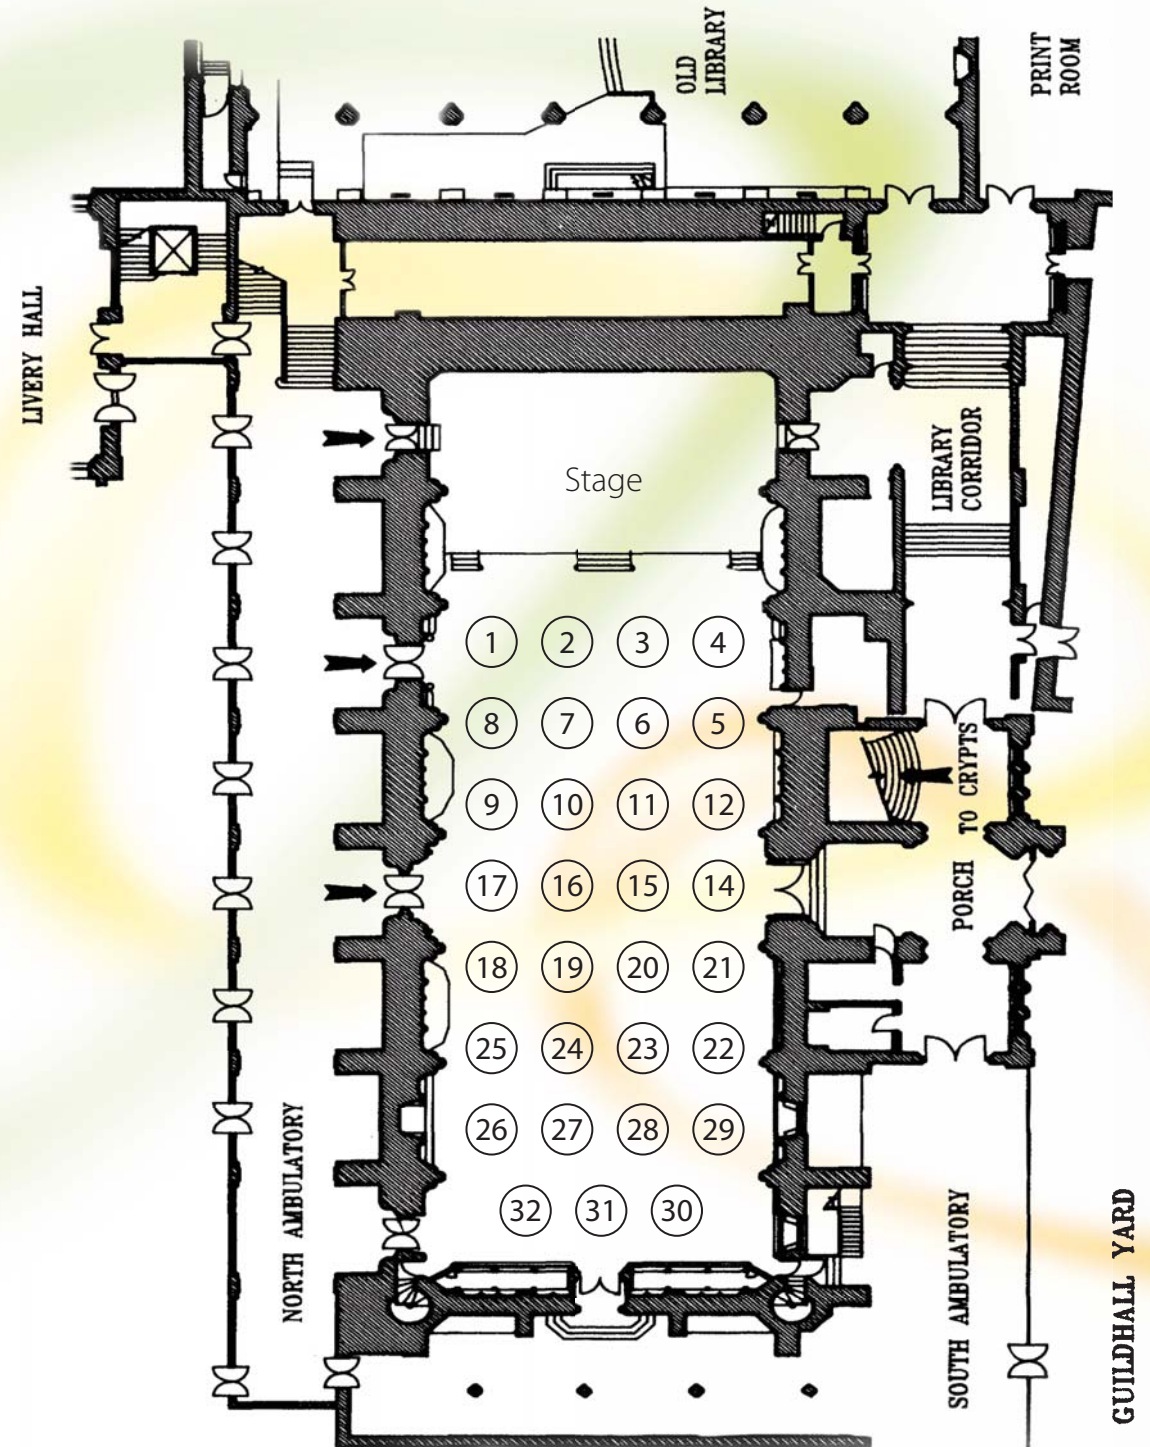 OLD
LIBRARY
PRINT
ROOM
LIVERY HALL
LIBRARY
CORRIDOR
Stage
1 2 3 4
8 7 6 5
9 10 11 12
17 16 15 14
18 19 20 21
25 24 23 22
26 27 28 29
32 31 30
TO CRYPTS
PORCH
NORTH AMBULATORY
SOUTH AMBULATORY
GUILDHALL YARD